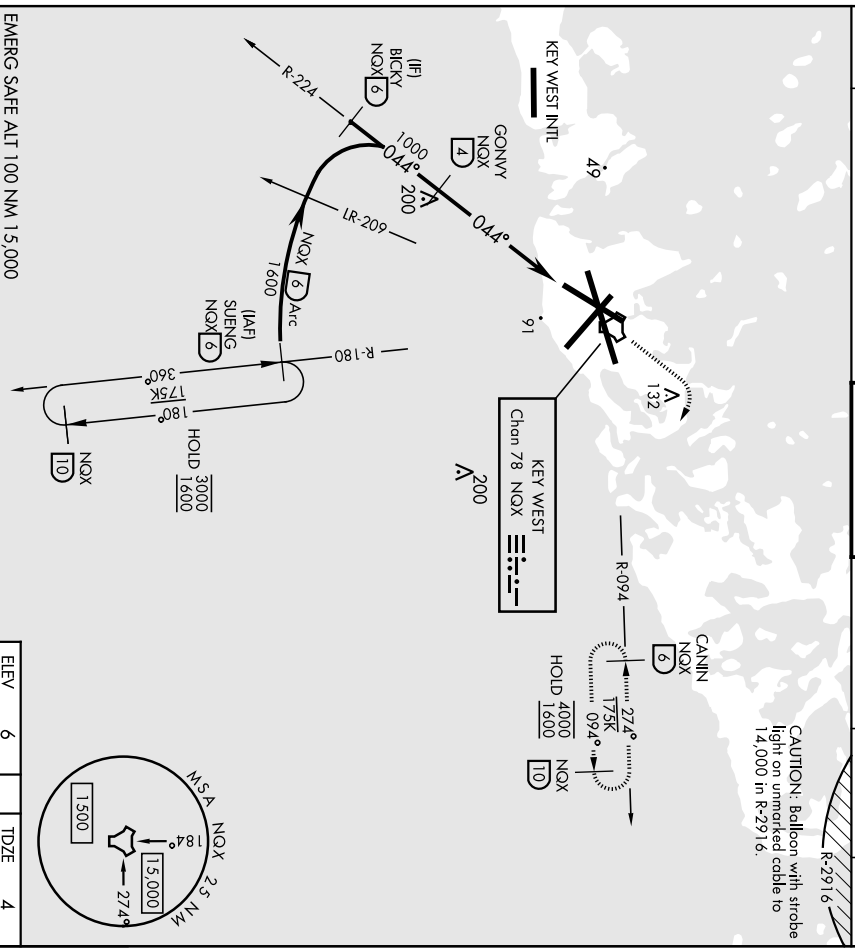 EMERG SAFE ALT 100 NM 15,000
CAUTION: Balloon with strobe
light on unmarked cable to
14,000 in R-2916.
R-2916
KEY WEST INTL
49
R-224
(IF)
BICKY
NQX 6
1000
044°
GONVY
NQX
4
200
044°
LR-209
NQX 6 Arc
1600
(IAF)
SUENG
NQX 6
R-180
360°
175K
180°
HOLD 3000
1600
NQX
10
91
132
KEY WEST
Chan 78 NQX
200
R-094
CANIN
NQX
6
274°
175K
094°
HOLD 4000
1600
NQX
10
MSA NQX 25 NM
184°
1500
15,000
274°
ELEV 6
TDZE 4